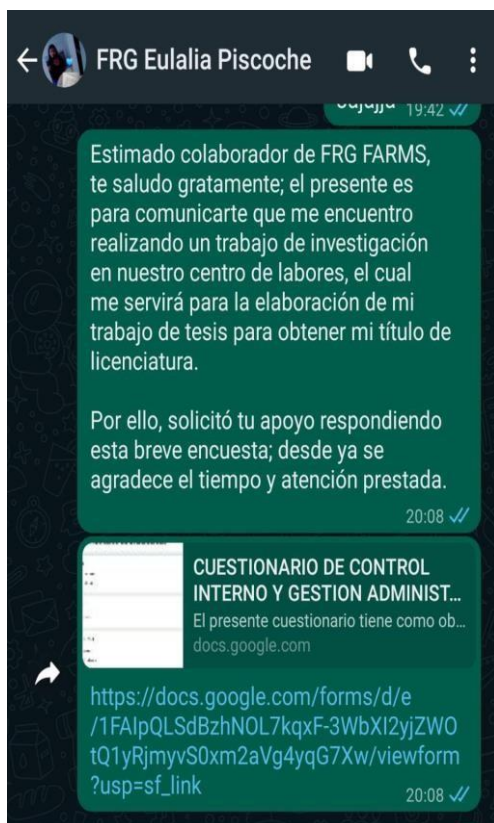 FRG Eulalia Piscoche
19:42
Estimado colaborador de FRG FARMS,
te saludo gratamente; el presente es
para comunicarte que me encuentro
realizando un trabajo de investigación
en nuestro centro de labores, el cual
me servirá para la elaboración de mi
trabajo de tesis para obtener mi título de
licenciatura.
Por ello, solicitó tu apoyo respondiendo
esta breve encuesta; desde ya se
agradece el tiempo y atención prestada.
20:08
CUESTIONARIO DE CONTROL
INTERNO Y GESTION ADMINIST...
El presente cuestionario tiene como ob...
docs.google.com
https://docs.google.com/forms/d/e
/1FAIpQLSdBzhNOL7kqxF-3WbXI2yjZWO
tQ1yRjmyvS0xm2aVg4yqG7Xw/viewform
?usp=sf_link
20:08